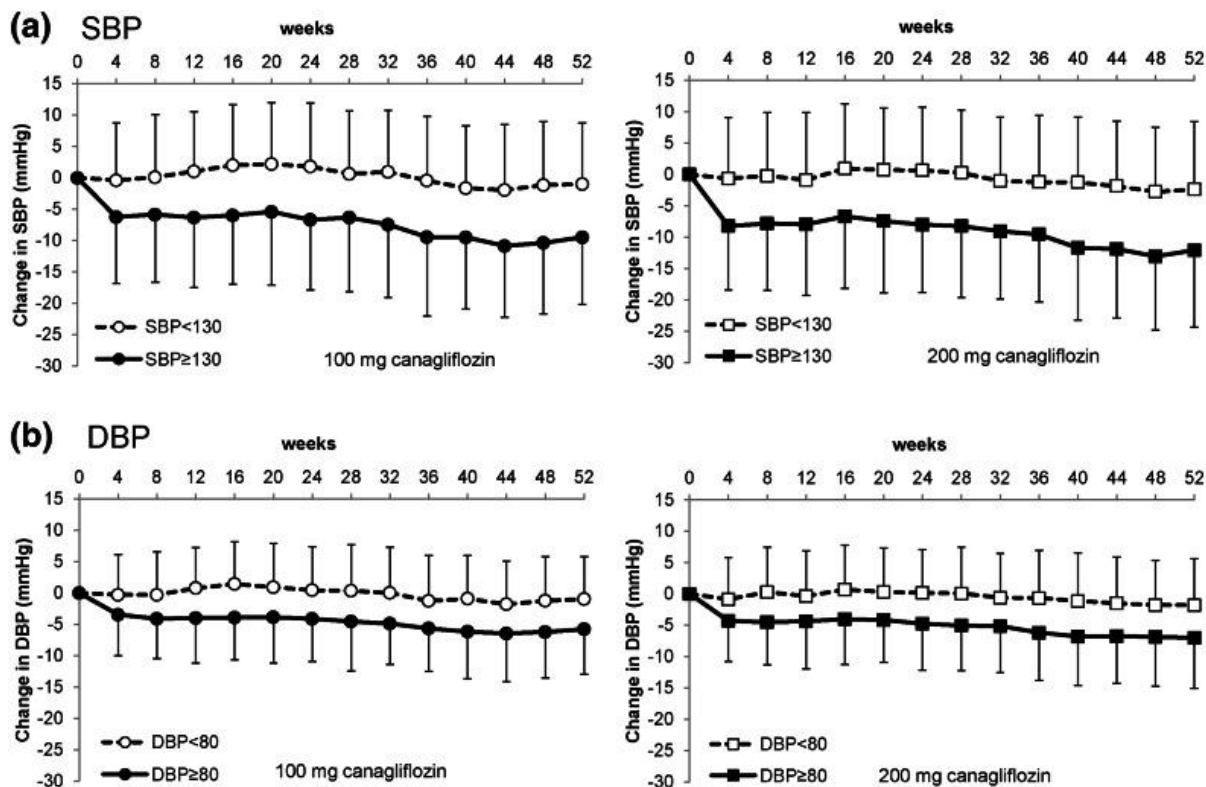 (a) SBP
weeks
0 4 8 12 16 20 24 28 32 36 40 44 48 52
15
10
5
0
-5
-10
-15
-20
-25
-30
Change in SBP (mmHg)
SBP<130
SBP≥130
100 mg canagliflozin
weeks
0 4 8 12 16 20 24 28 32 36 40 44 48 52
15
10
5
0
-5
-10
-15
-20
-25
-30
Change in SBP (mmHg)
SBP<130
SBP≥130
200 mg canagliflozin
(b) DBP
weeks
0 4 8 12 16 20 24 28 32 36 40 44 48 52
15
10
5
0
-5
-10
-15
-20
-25
-30
Change in DBP (mmHg)
DBP<80
DBP≥80
100 mg canagliflozin
weeks
0 4 8 12 16 20 24 28 32 36 40 44 48 52
15
10
5
0
-5
-10
-15
-20
-25
-30
Change in DBP (mmHg)
DBP<80
DBP≥80
200 mg canagliflozin